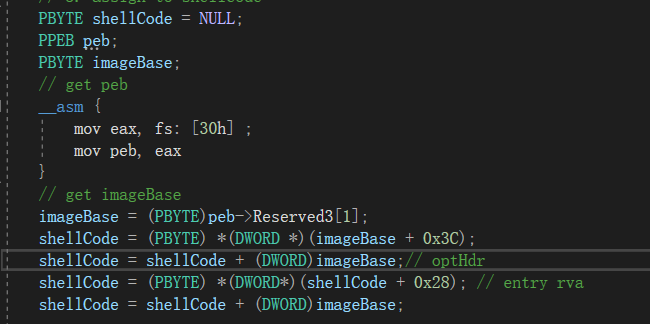 PBYTE shellCode = NULL;
PPEB peb;
PBYTE imageBase;
// get peb
__asm {
mov eax, fs: [30h] ;
mov peb, eax
}
// get imageBase
imageBase = (PBYTE)peb->Reserved3[1];
shellCode = (PBYTE) *(DWORD *)(imageBase + 0x3C);
shellCode = shellCode + (DWORD)imageBase;// optHdr
shellCode = (PBYTE) *(DWORD*)(shellCode + 0x28); // entry rva
shellCode = shellCode + (DWORD)imageBase;